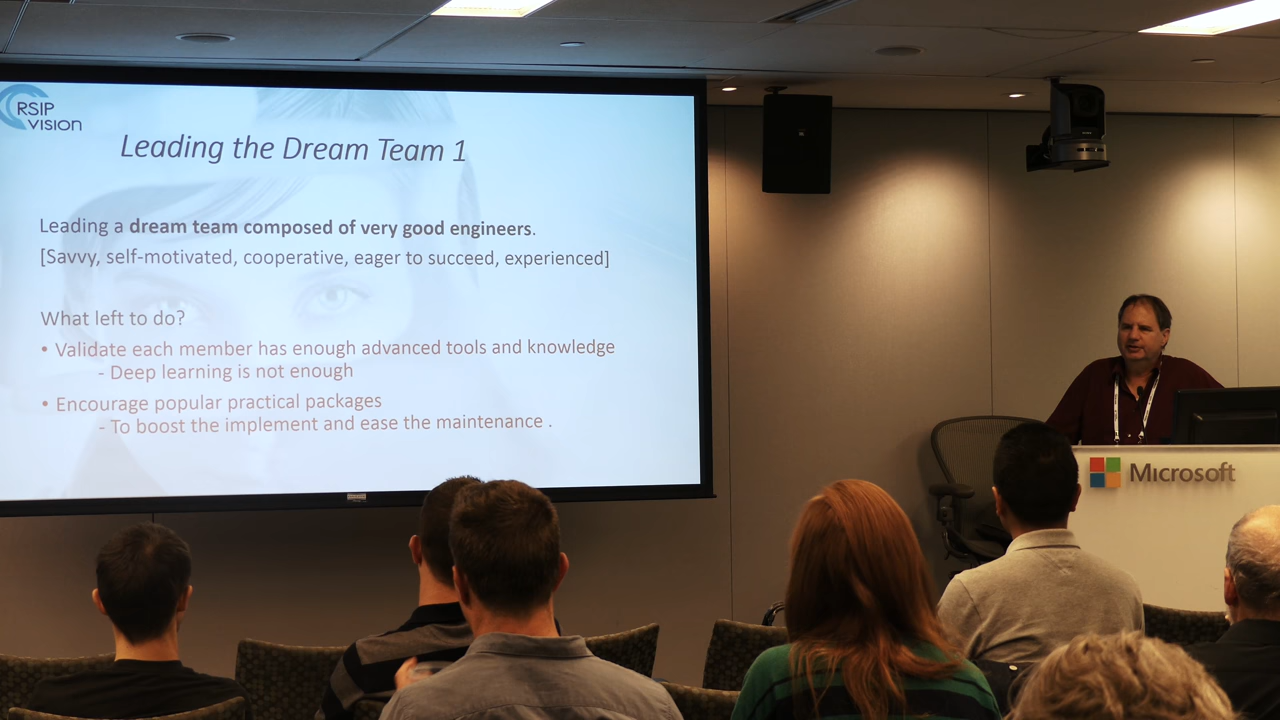 RSIP
VISION
Leading the Dream Team 1
Leading a dream team composed of very good engineers.
[Savvy, self-motivated, cooperative, eager to succeed, experienced]
What left to do?
• Validate each member has enough advanced tools and knowledge
- Deep learning is not enough
• Encourage popular practical packages
- To boost the implement and ease the maintenance .
Microsoft